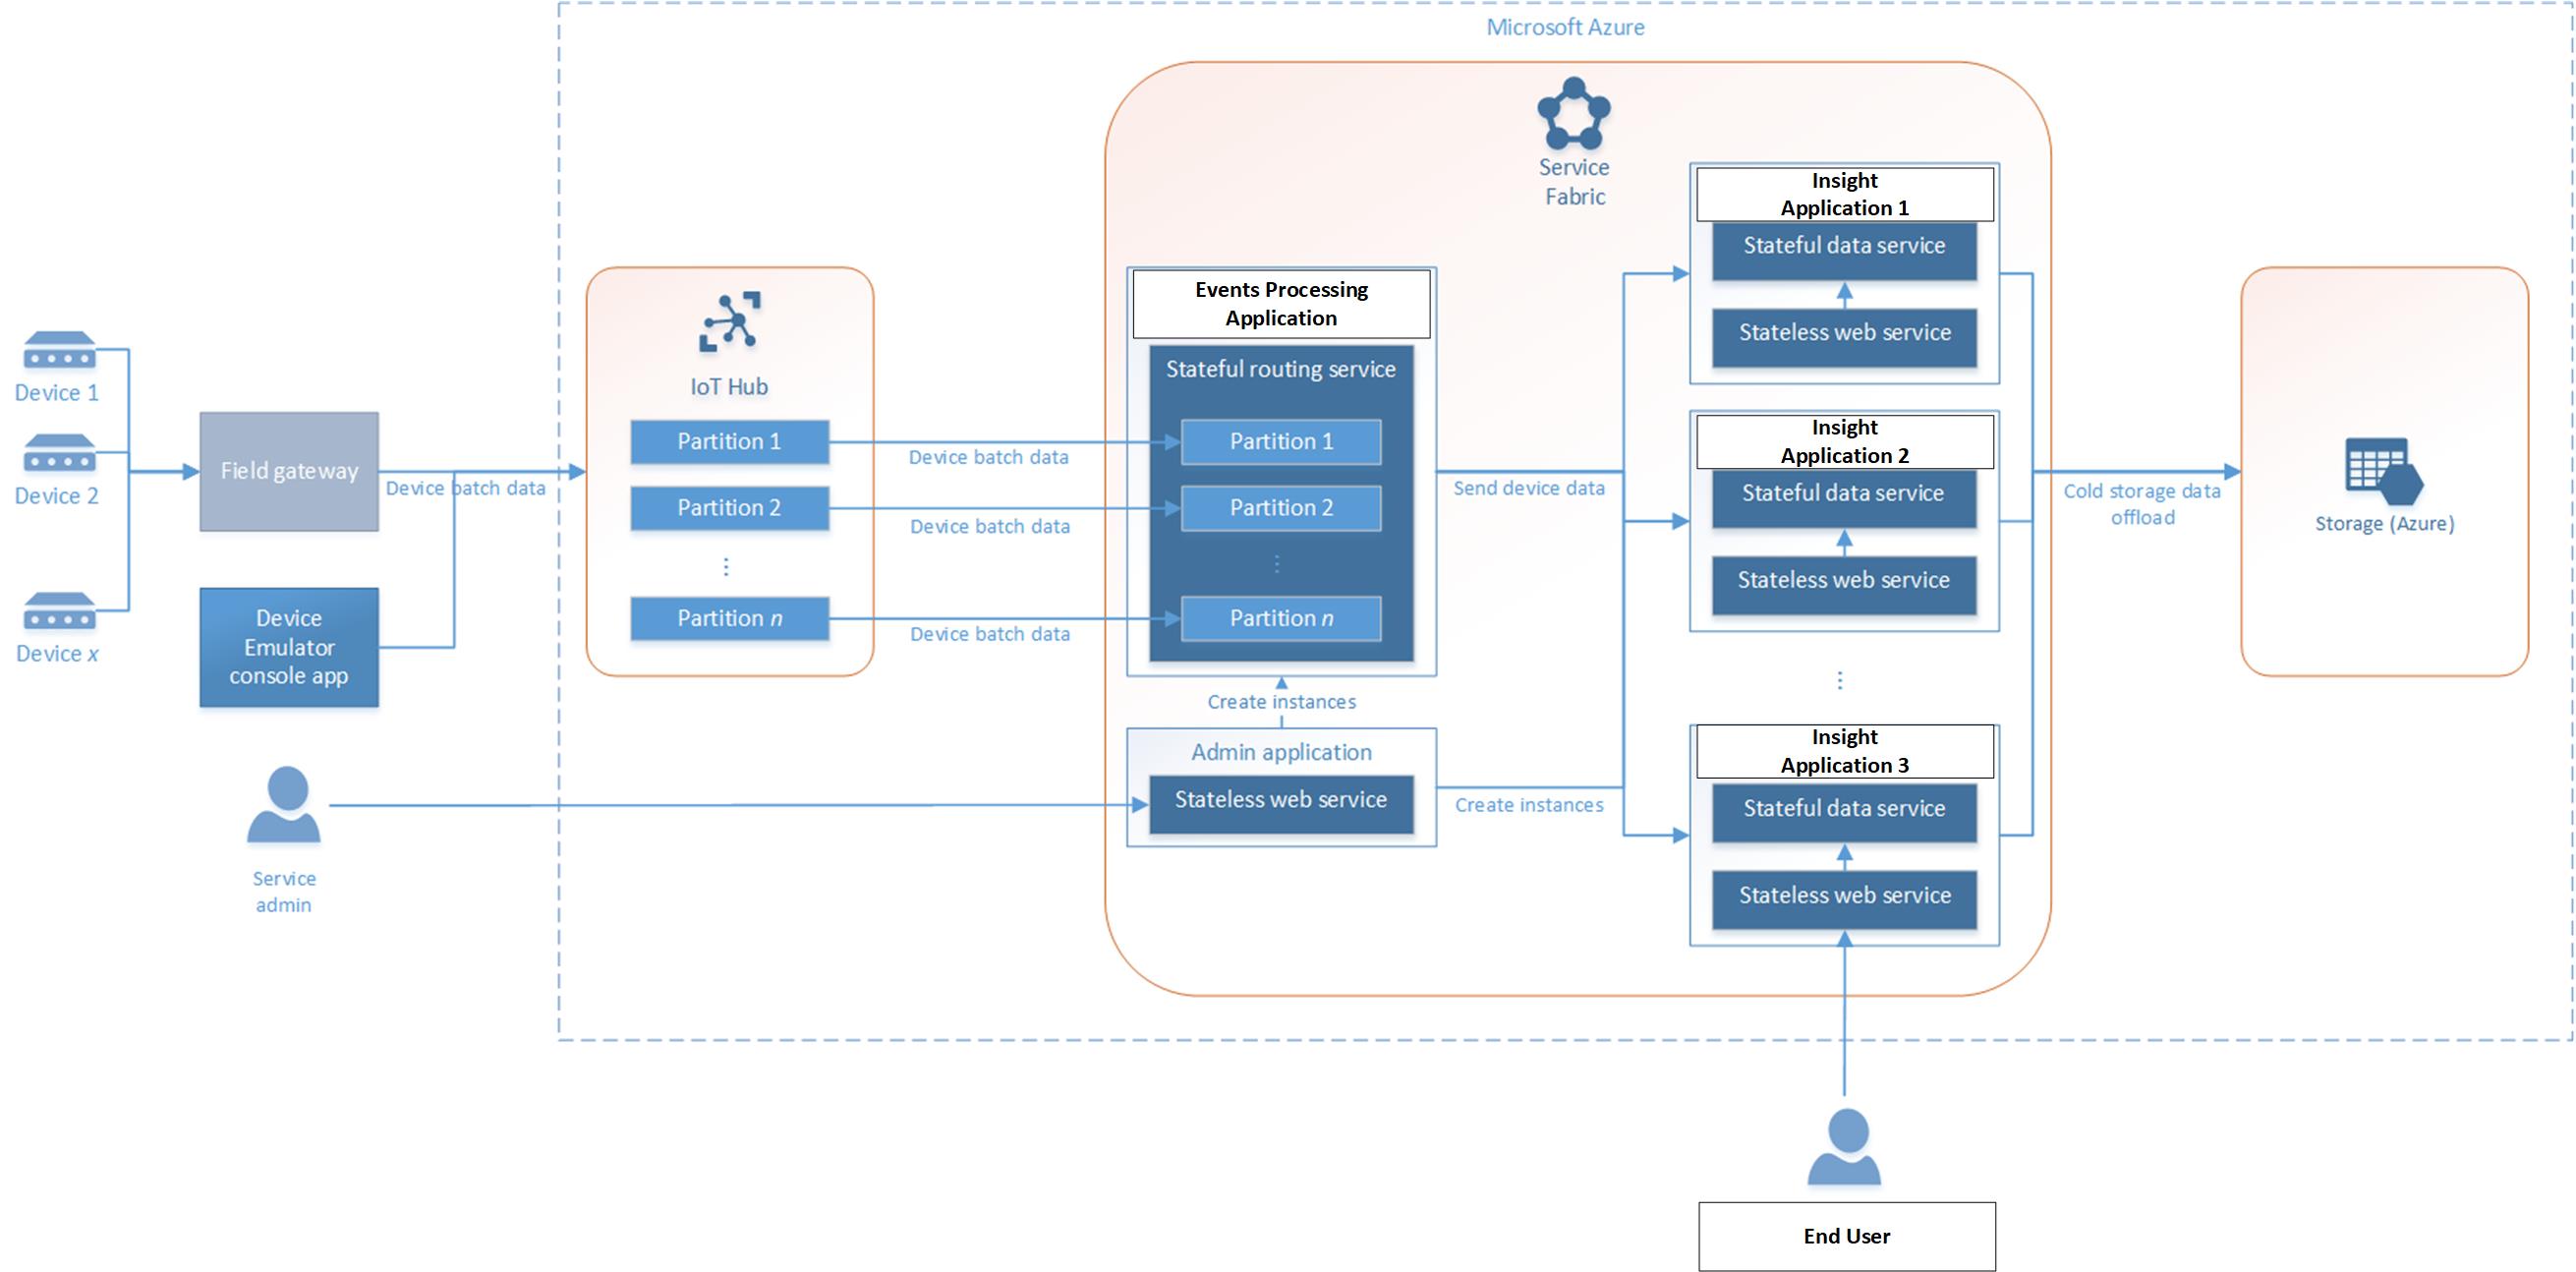 Microsoft Azure
Service
Fabric
Device 1
Device 2
Device x
Field gateway
Device batch data
Device
Emulator
console app
Service
admin
IoT Hub
Partition 1
Partition 2
⋮
Partition n
Device batch data
Device batch data
Device batch data
Events Processing
Application
Stateful routing service
Partition 1
Partition 2
⋮
Partition n
Create instances
Admin application
Stateless web service
Send device data
Create instances
Insight
Application 1
Stateful data service
Stateless web service
Insight
Application 2
Stateful data service
Stateless web service
⋮
Insight
Application 3
Stateful data service
Stateless web service
Cold storage data
offload
Storage (Azure)
End User